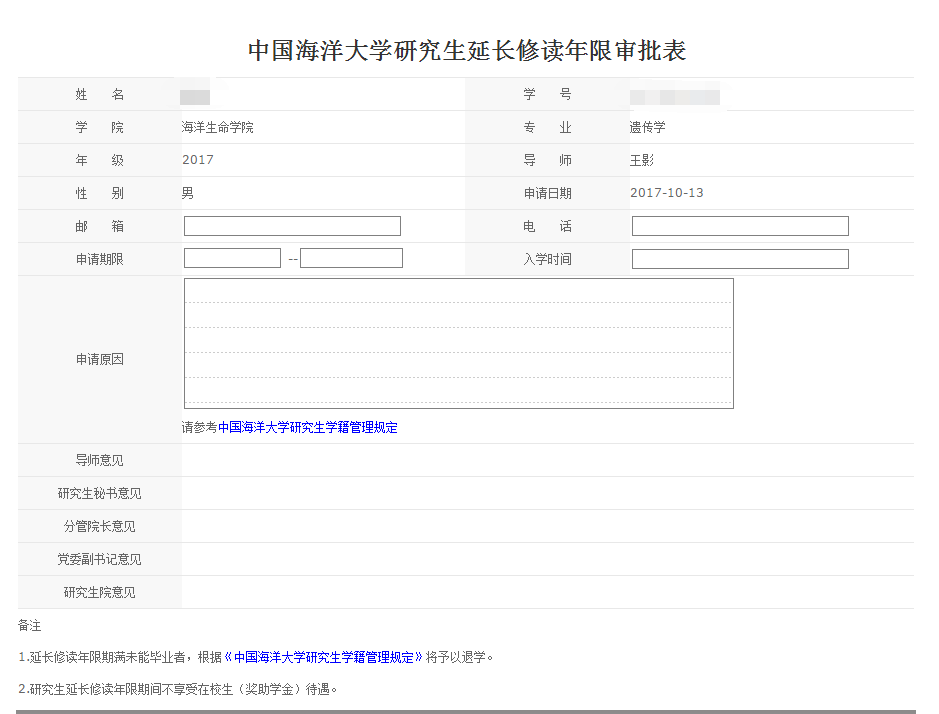 中国海洋大学研究生延长修读年限审批表
姓 名 学 号
学 院 海洋生命学院 专 业 遗传学
年 级 2017 导 师 王影
性 别 男 申请日期 2017-10-13
邮 箱 电 话
申请期限 -- 入学时间
申请原因
请参考中国海洋大学研究生学籍管理规定
导师意见
研究生秘书意见
分管院长意见
党委副书记意见
研究生院意见
备注
1.延长修读年限期满未能毕业者，根据《中国海洋大学研究生学籍管理规定》将予以退学。
2.研究生延长修读年限期间不享受在校生（奖助学金）待遇。